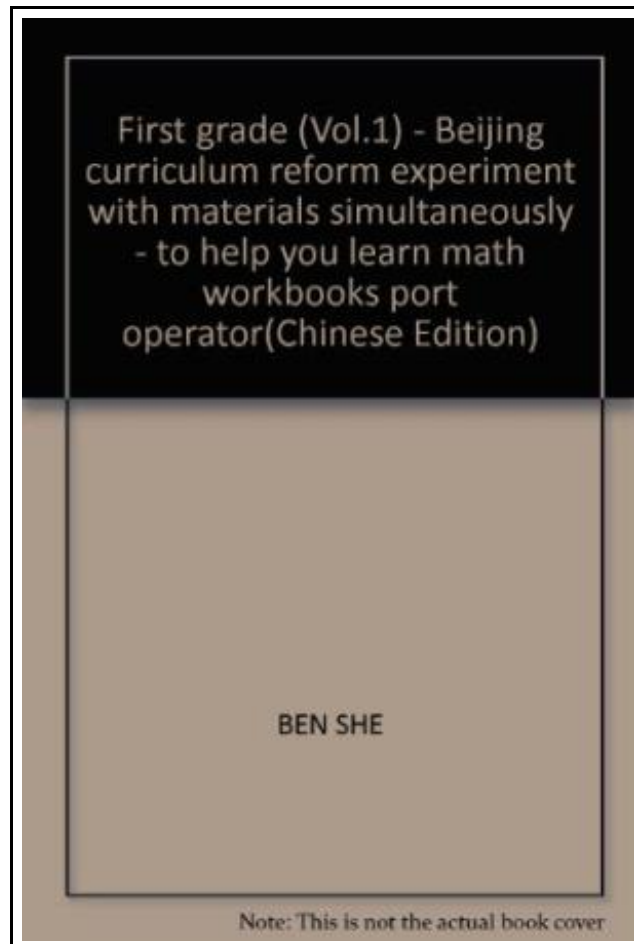 First grade (Vol.1) - Beijing
curriculum reform experiment
with materials simultaneously
- to help you learn math
workbooks port
operator(Chinese Edition)
BEN SHE
Note: This is not the actual book cover